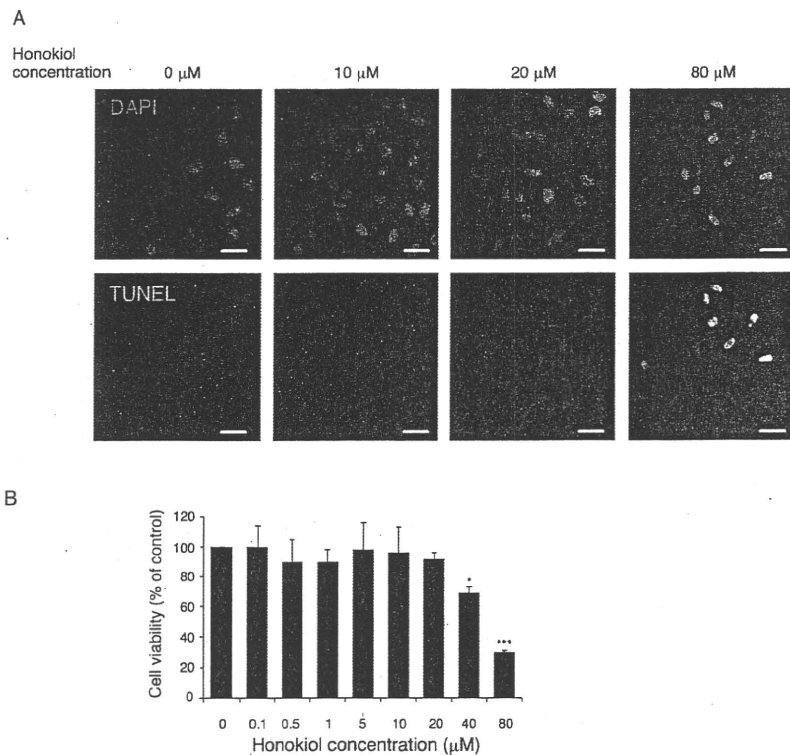 A
Honokiol
concentration
0 µM 10 µM 20 µM 80 µM
DAPI
TUNEL
B
Cell viability (% of control)
120
100
80
60
40
20
0
*
***
0 0.1 0.5 1 5 10 20 40 80
Honokiol concentration (µM)